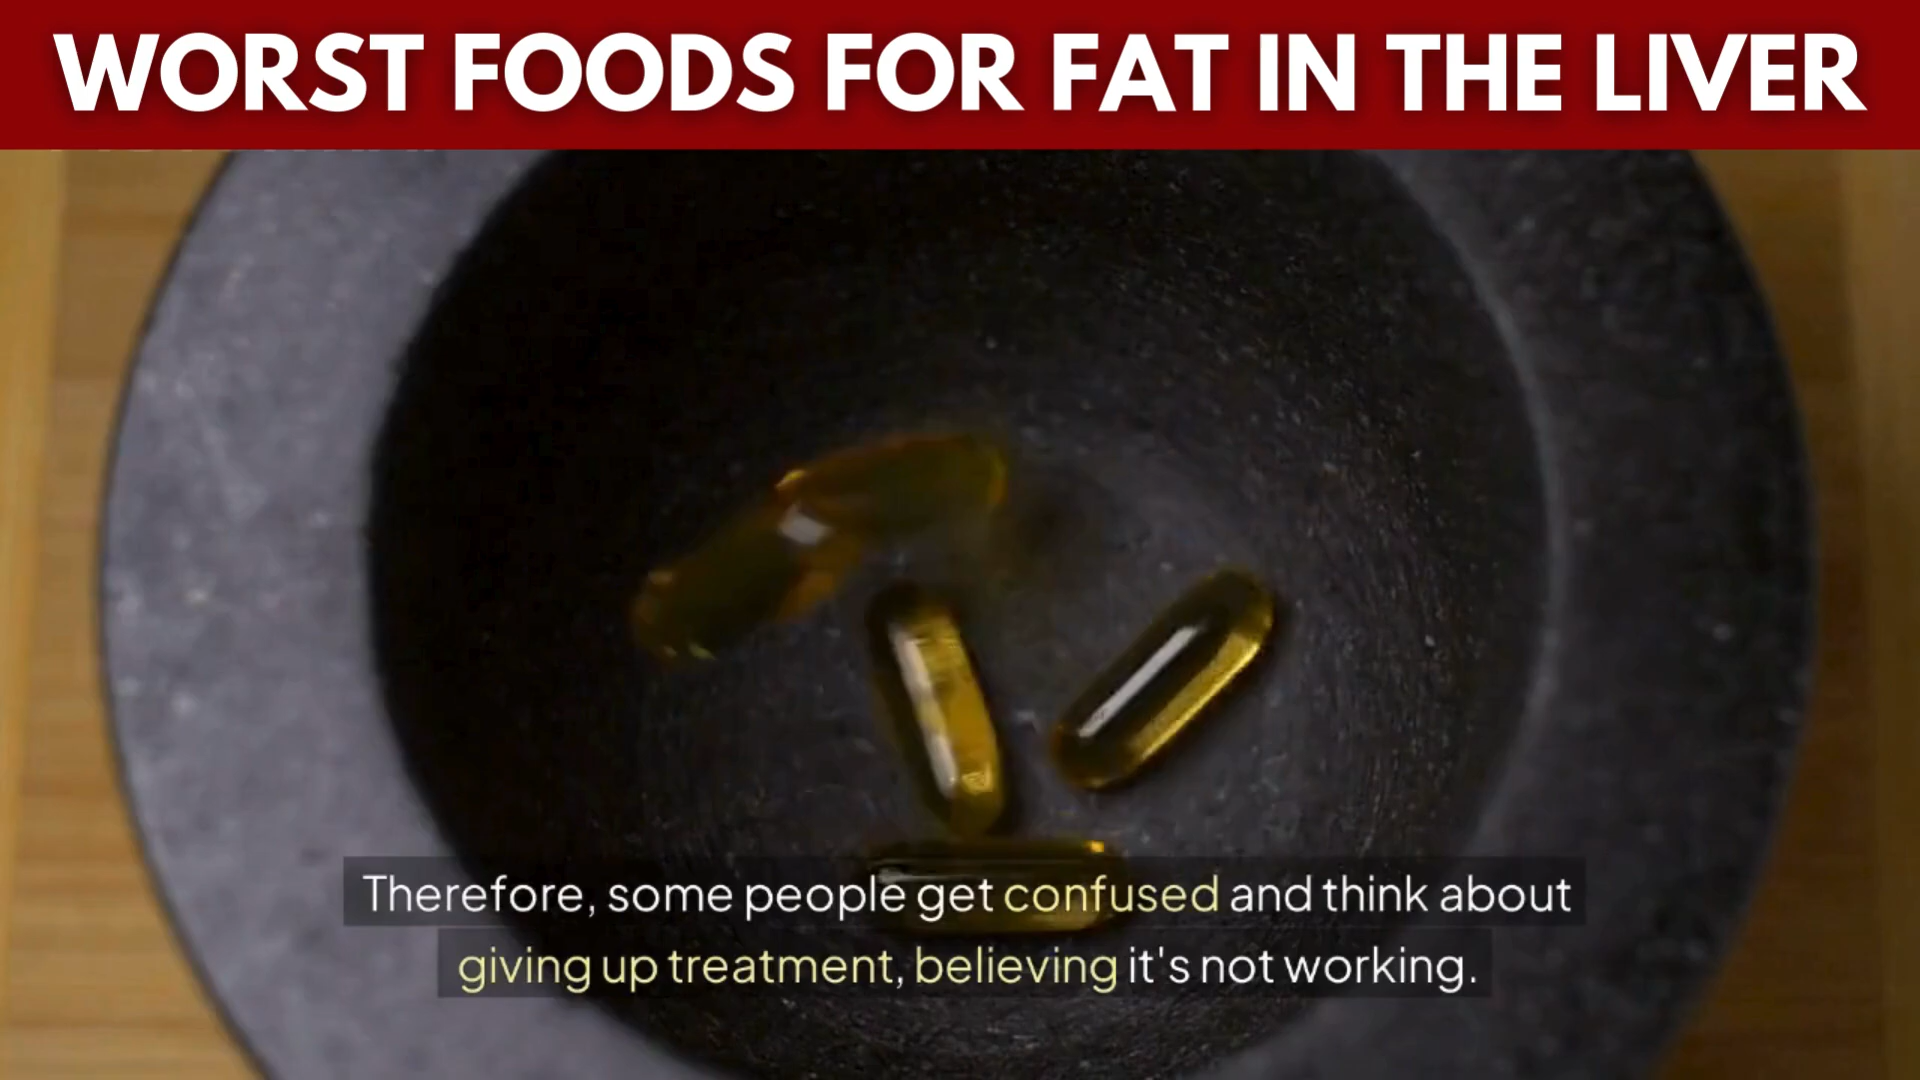 WORST FOODS FOR FAT IN THE LIVER
Therefore, some people get confused and think about
giving up treatment, believing it's not working.